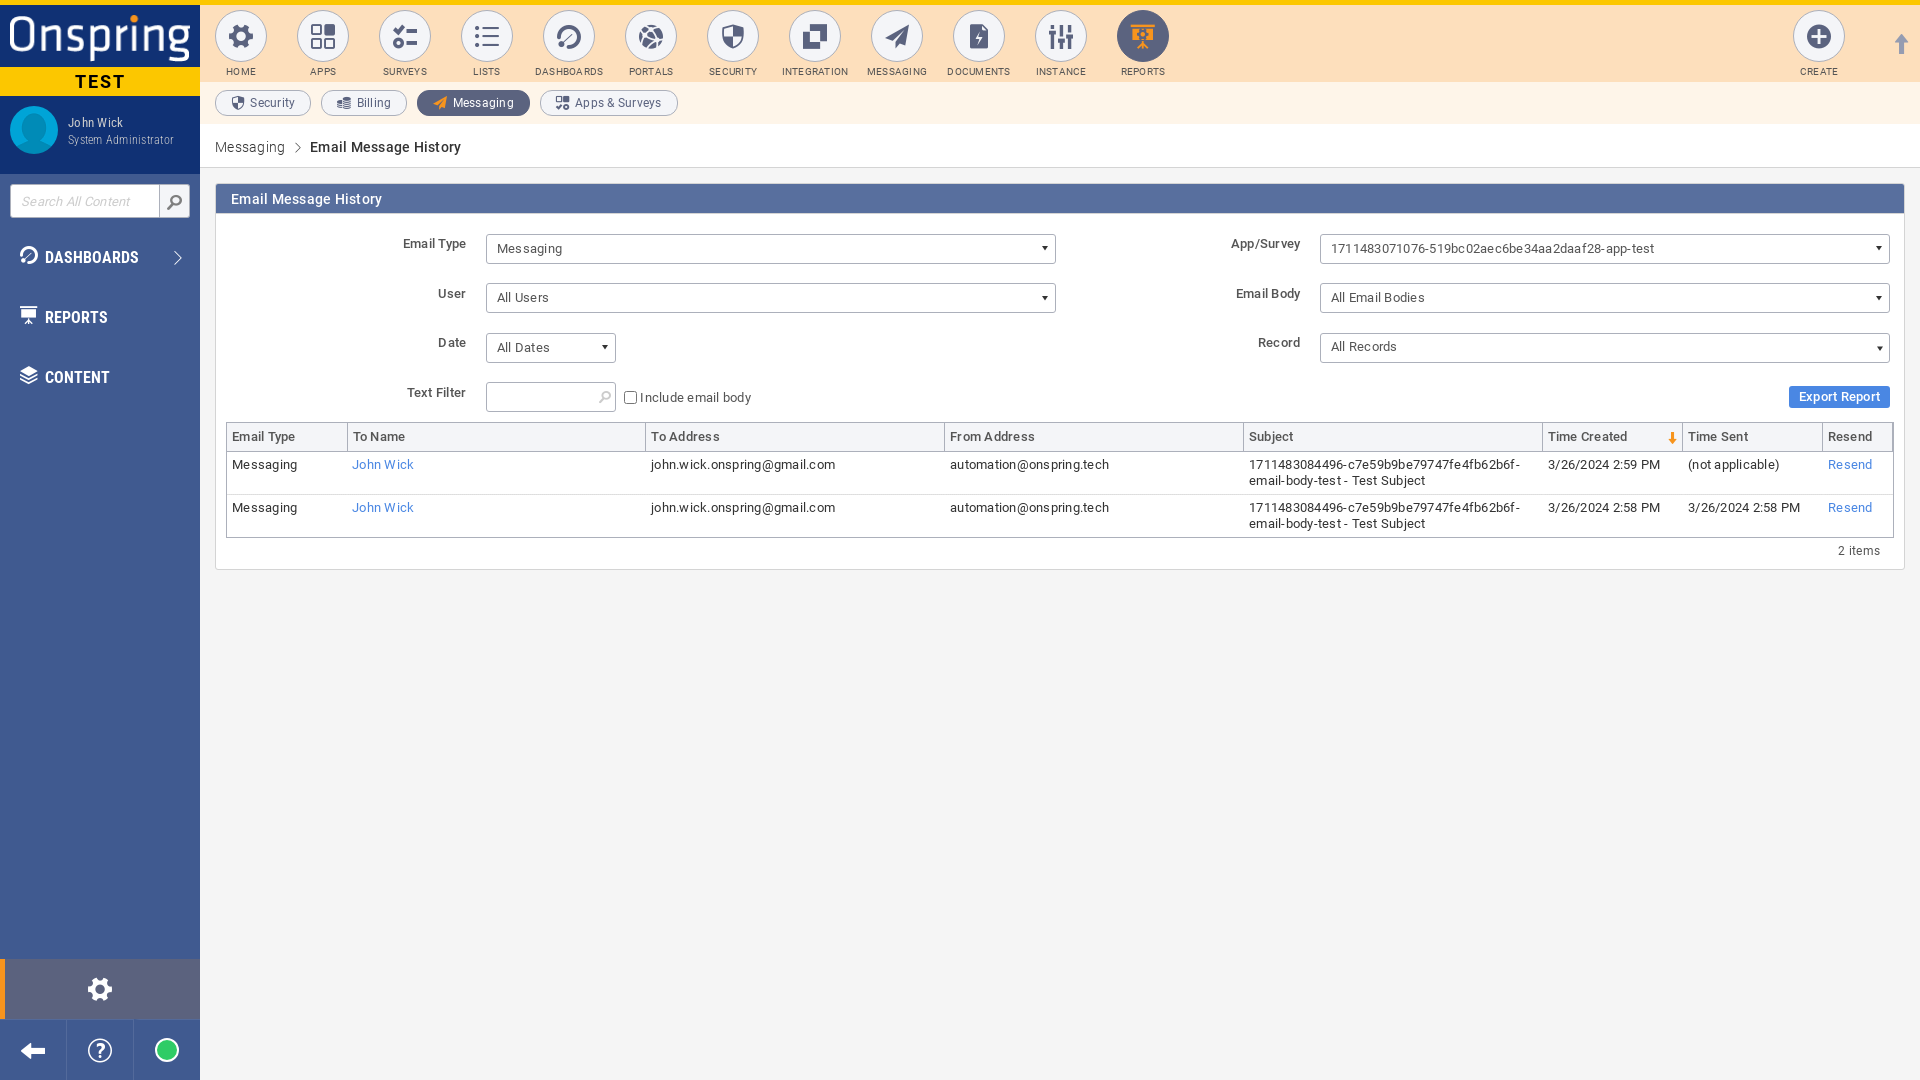 Onspring
TEST
John Wick
System Administrator
Search All Content
DASHBOARDS
REPORTS
CONTENT
HOME
APPS
SURVEYS
LISTS
DASHBOARDS
PORTALS
SECURITY
INTEGRATION
MESSAGING
DOCUMENTS
INSTANCE
REPORTS
CREATE
Security
Billing
Messaging
Apps & Surveys
Messaging > Email Message History
Email Message History
Email Type Messaging
App/Survey 1711483071076-519bc02aec6be34aa2daaf28-app-test
User All Users
Email Body All Email Bodies
Date All Dates
Record All Records
Text Filter
Include email body
Export Report
Email Type To Name To Address From Address Subject Time Created Time Sent Resend
Messaging John Wick john.wick.onspring@gmail.com automation@onspring.tech 1711483084496-c7e59b9be79747fe4fb62b6f- 3/26/2024 2:59 PM (not applicable) Resend
email-body-test - Test Subject
Messaging John Wick john.wick.onspring@gmail.com automation@onspring.tech 1711483084496-c7e59b9be79747fe4fb62b6f- 3/26/2024 2:58 PM 3/26/2024 2:58 PM Resend
email-body-test - Test Subject
2 items